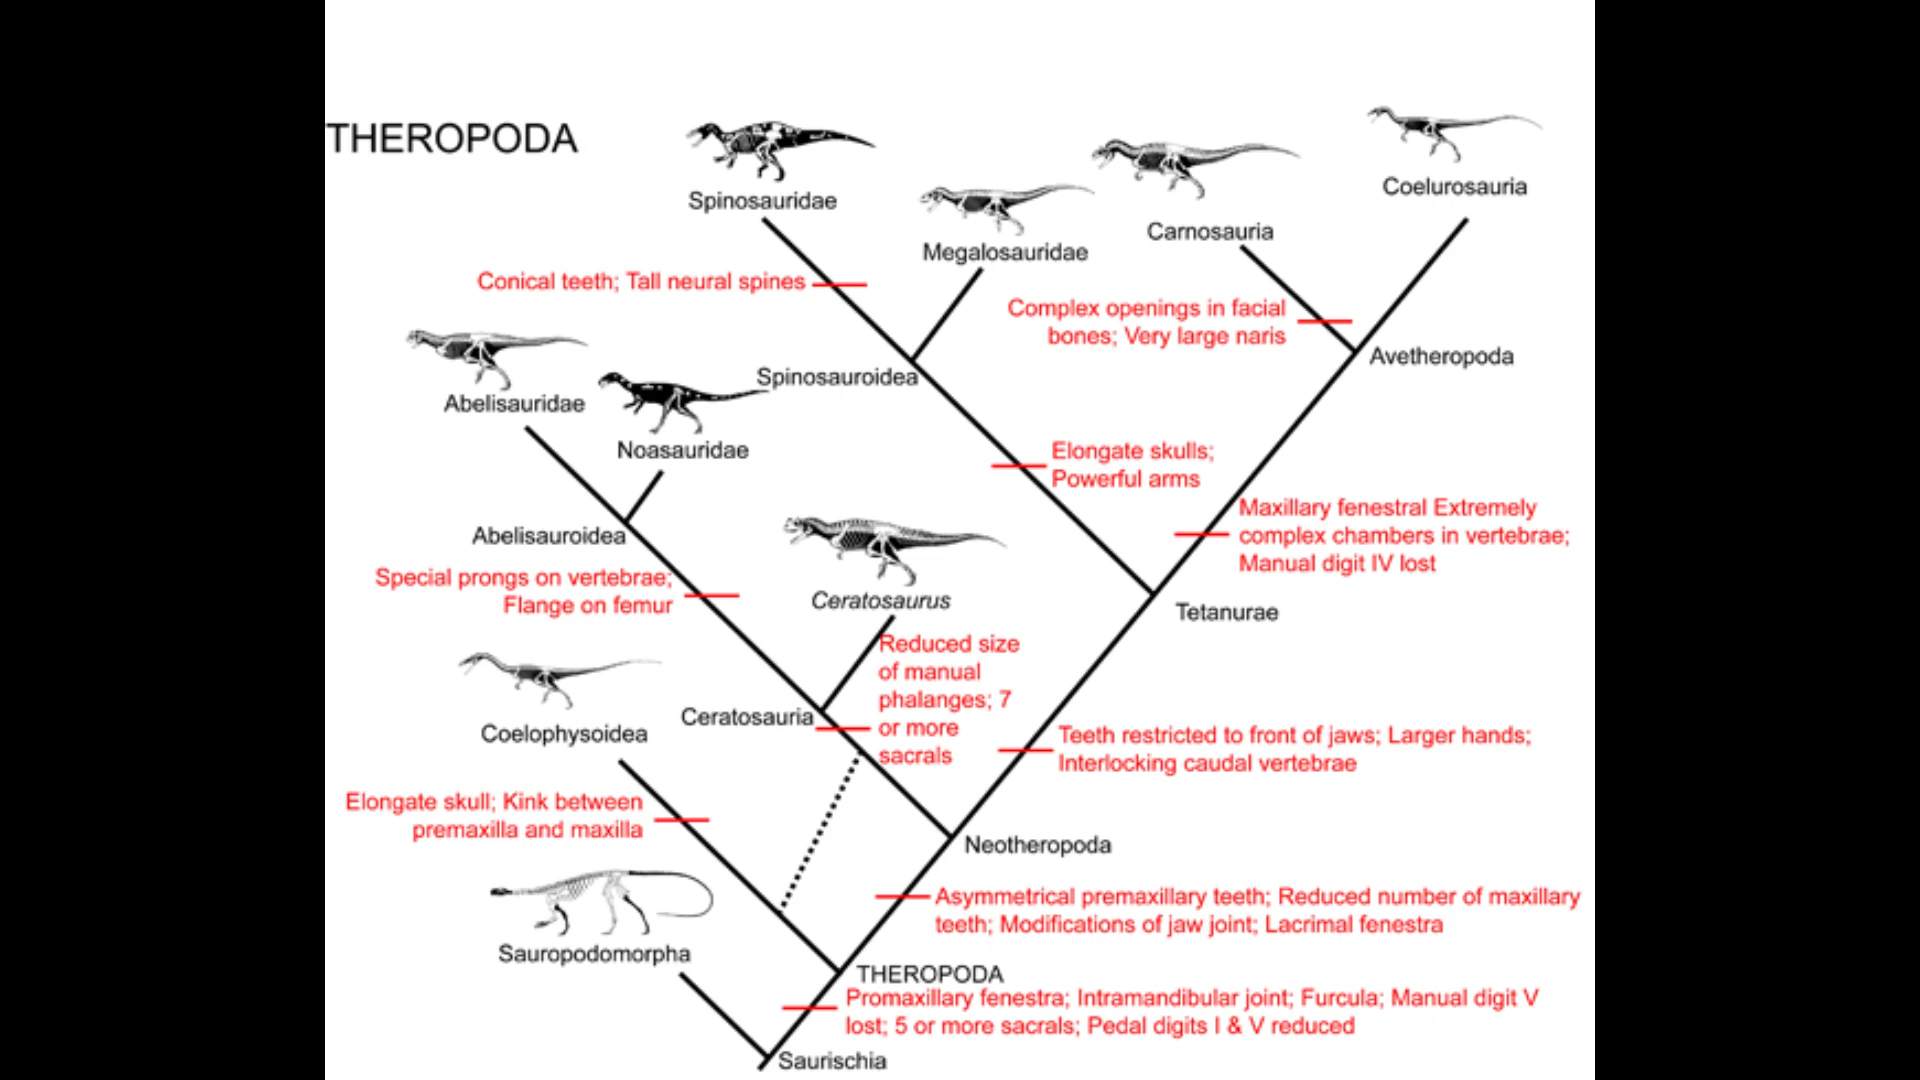 THEROPODA
Spinosauridae
Megalosauridae
Carnosauria
Coelurosauria
Conical teeth; Tall neural spines
Complex openings in facial
bones; Very large naris
Avetheropoda
Abelisauridae
Spinosauroidea
Noasauridae
Elongate skulls;
Powerful arms
Maxillary fenestral Extremely
complex chambers in vertebrae;
Manual digit IV lost
Abelisauroidea
Special prongs on vertebrae;
Flange on femur
Ceratosaurus
Tetanurae
Reduced size
of manual
phalanges; 7
or more
sacrals
Ceratosauria
Coelophysoidea
Teeth restricted to front of jaws; Larger hands;
Interlocking caudal vertebrae
Elongate skull; Kink between
premaxilla and maxilla
Neotheropoda
Asymmetrical premaxillary teeth; Reduced number of maxillary
teeth; Modifications of jaw joint; Lacrimal fenestra
Sauropodomorpha
THEROPODA
Promaxillary fenestra; Intramandibular joint; Furcula; Manual digit V
lost; 5 or more sacrals; Pedal digits I & V reduced
Saurischia